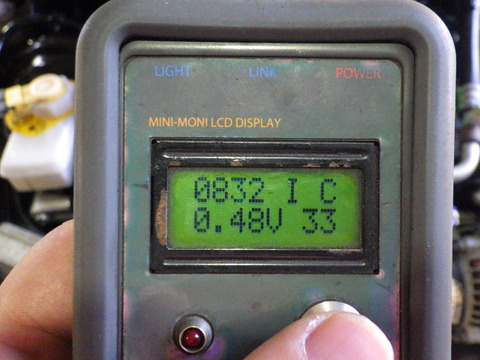 LIGHT LINK POWER
MINI-MONI LCD DISPLAY
0832 I C
0.48V 33